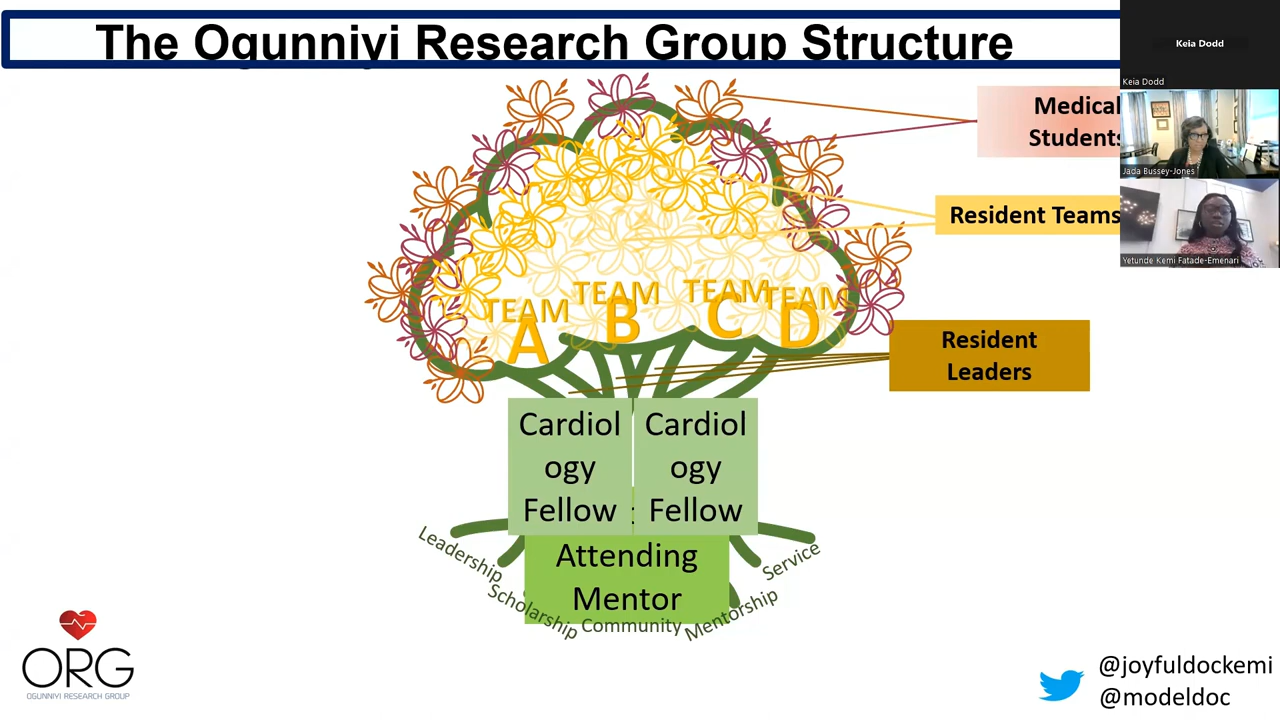 The Ogunniyi Research Group Structure
Keia Dodd
Keia Dodd
Jada Bussey-Jones
Yetunde Kemi Fatade-Emenari
Medical
Students
Resident Teams
TEAM
A
TEAM
B
TEAM
C
TEAM
D
Resident
Leaders
Cardiol
ogy
Fellow
Cardiol
ogy
Fellow
Attending
Mentor
Leadership
Scholarship
Community
Mentorship
Service
ORG
OGUNNIYI RESEARCH GROUP
@joyfuldockemi
@modeldoc